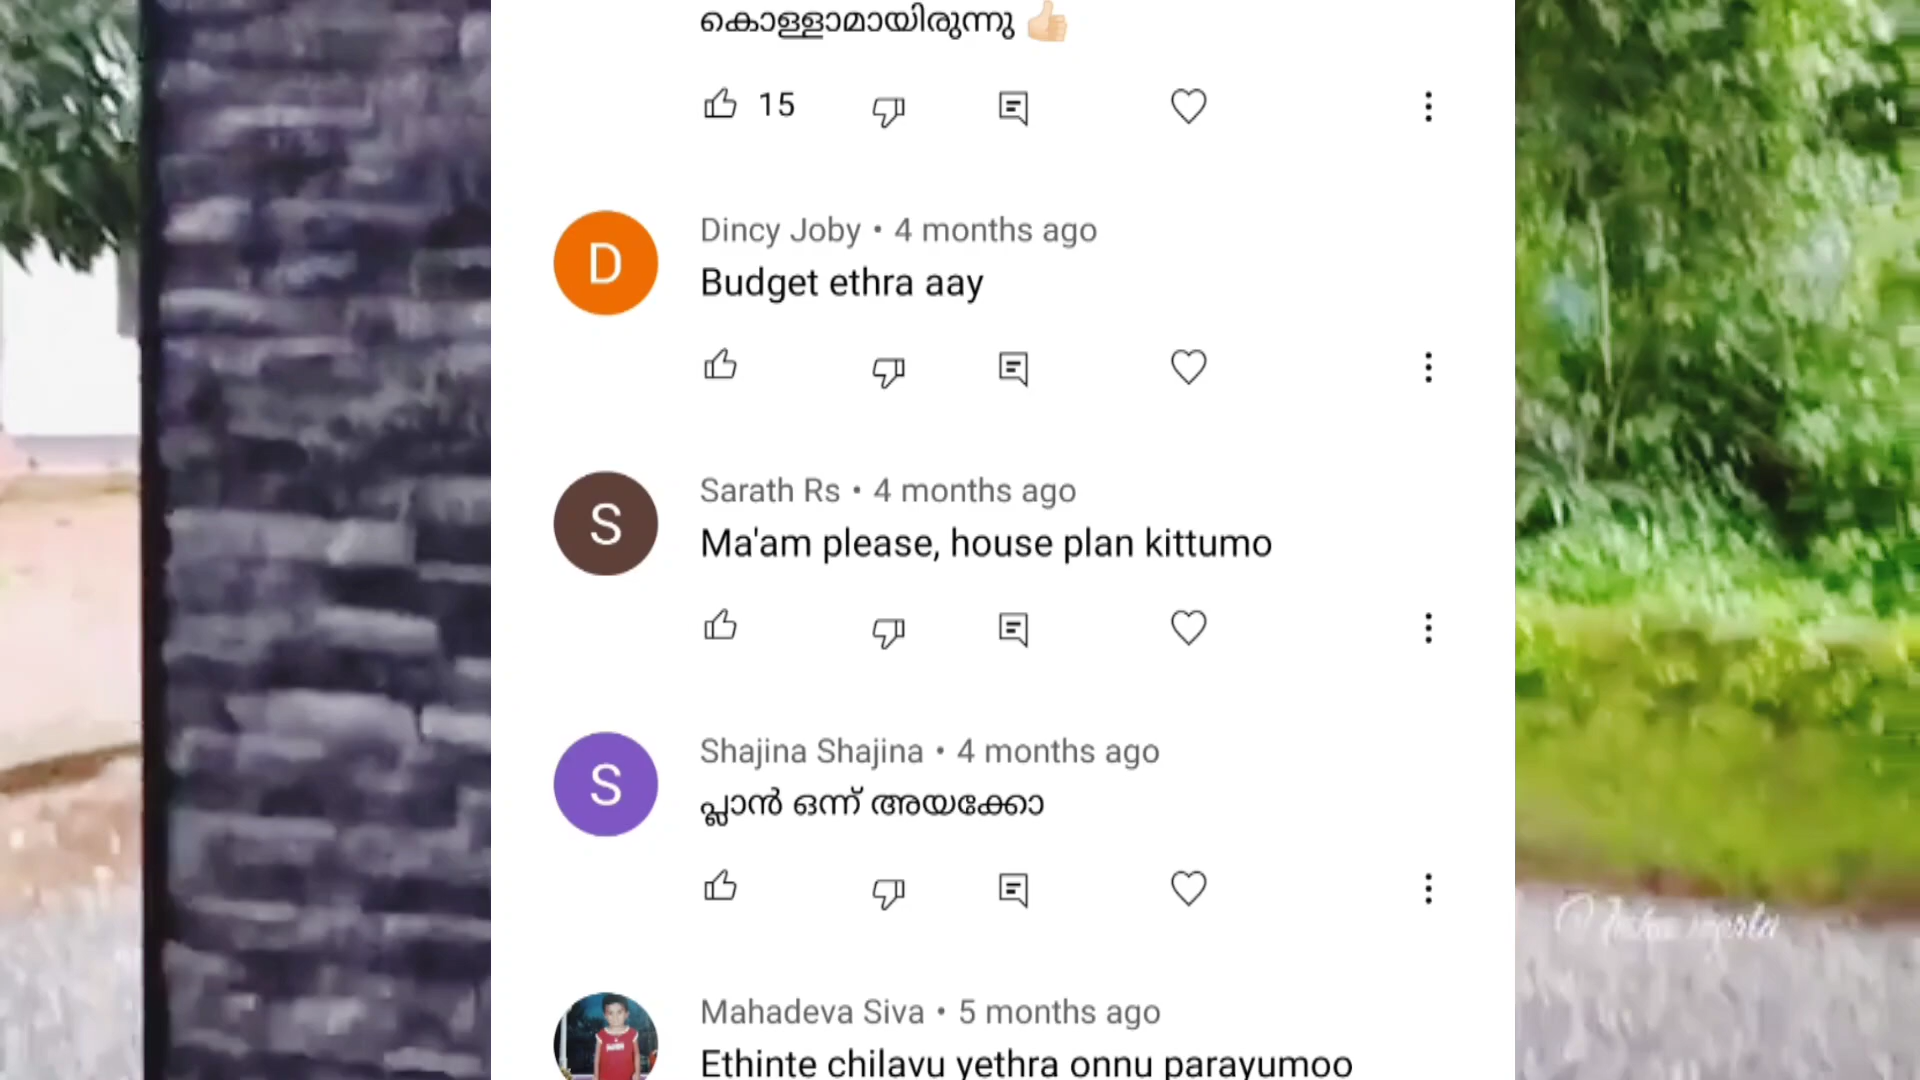 കൊള്ളാമായിരുന്നു 👍🏻
15
D
Dincy Joby • 4 months ago
Budget ethra aay
S
Sarath Rs • 4 months ago
Ma'am please, house plan kittumo
S
Shajina Shajina • 4 months ago
പ്ലാൻ ഒന്ന് അയക്കോ
Mahadeva Siva • 5 months ago
Ethinte chilavu yethra onnu parayumoo